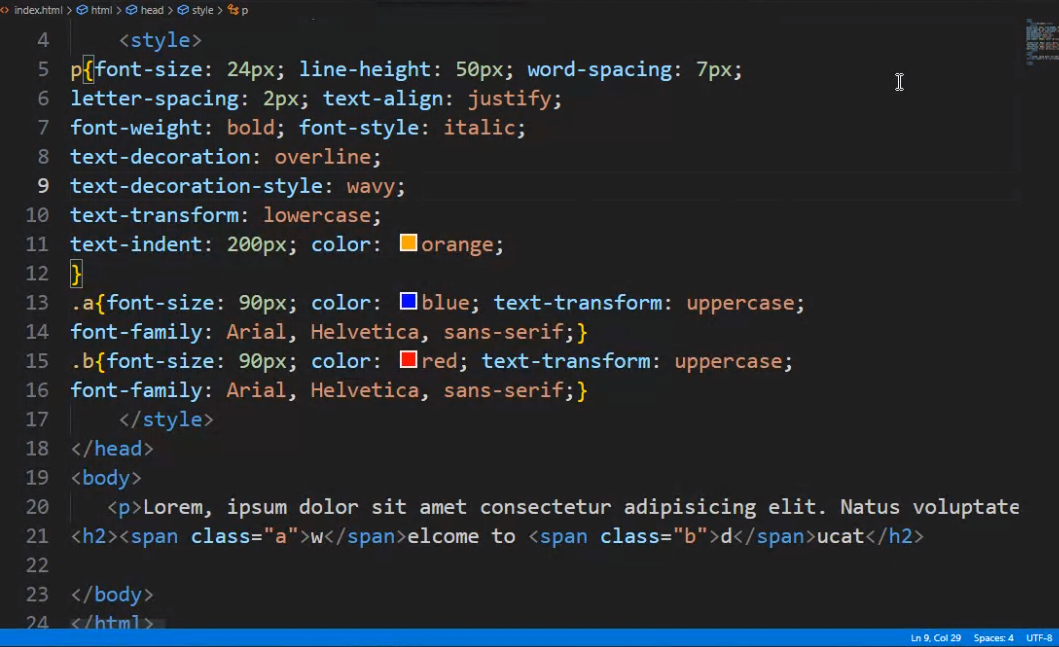 index.html > html > head > style > p
4 <style>
5 p{font-size: 24px; line-height: 50px; word-spacing: 7px;
6 letter-spacing: 2px; text-align: justify;
7 font-weight: bold; font-style: italic;
8 text-decoration: overline;
9 text-decoration-style: wavy;
10 text-transform: lowercase;
11 text-indent: 200px; color: orange;
12 }
13 .a{font-size: 90px; color: blue; text-transform: uppercase;
14 font-family: Arial, Helvetica, sans-serif;}
15 .b{font-size: 90px; color: red; text-transform: uppercase;
16 font-family: Arial, Helvetica, sans-serif;}
17 </style>
18 </head>
19 <body>
20 <p>Lorem, ipsum dolor sit amet consectetur adipisicing elit. Natus voluptate
21 <h2><span class="a">w</span>elcome to <span class="b">d</span>ucat</h2>
22
23 </body>
24 </html>
Ln 9, Col 29 Spaces: 4 UTF-8